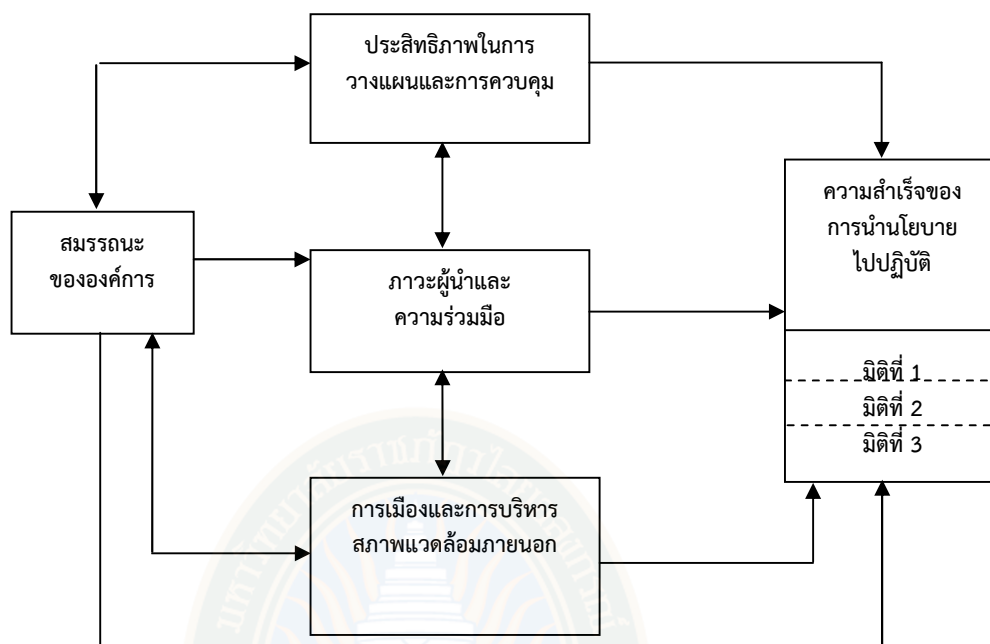 ประสิทธิภาพในการ
วางแผนและการควบคุม
ความสำเร็จของ
การนำนโยบาย
ไปปฏิบัติ
สมรรถนะ
ขององค์การ
ภาวะผู้นำและ
ความร่วมมือ
มิติที่ 1
มิติที่ 2
มิติที่ 3
การเมืองและการบริหาร
สภาพแวดล้อมภายนอก